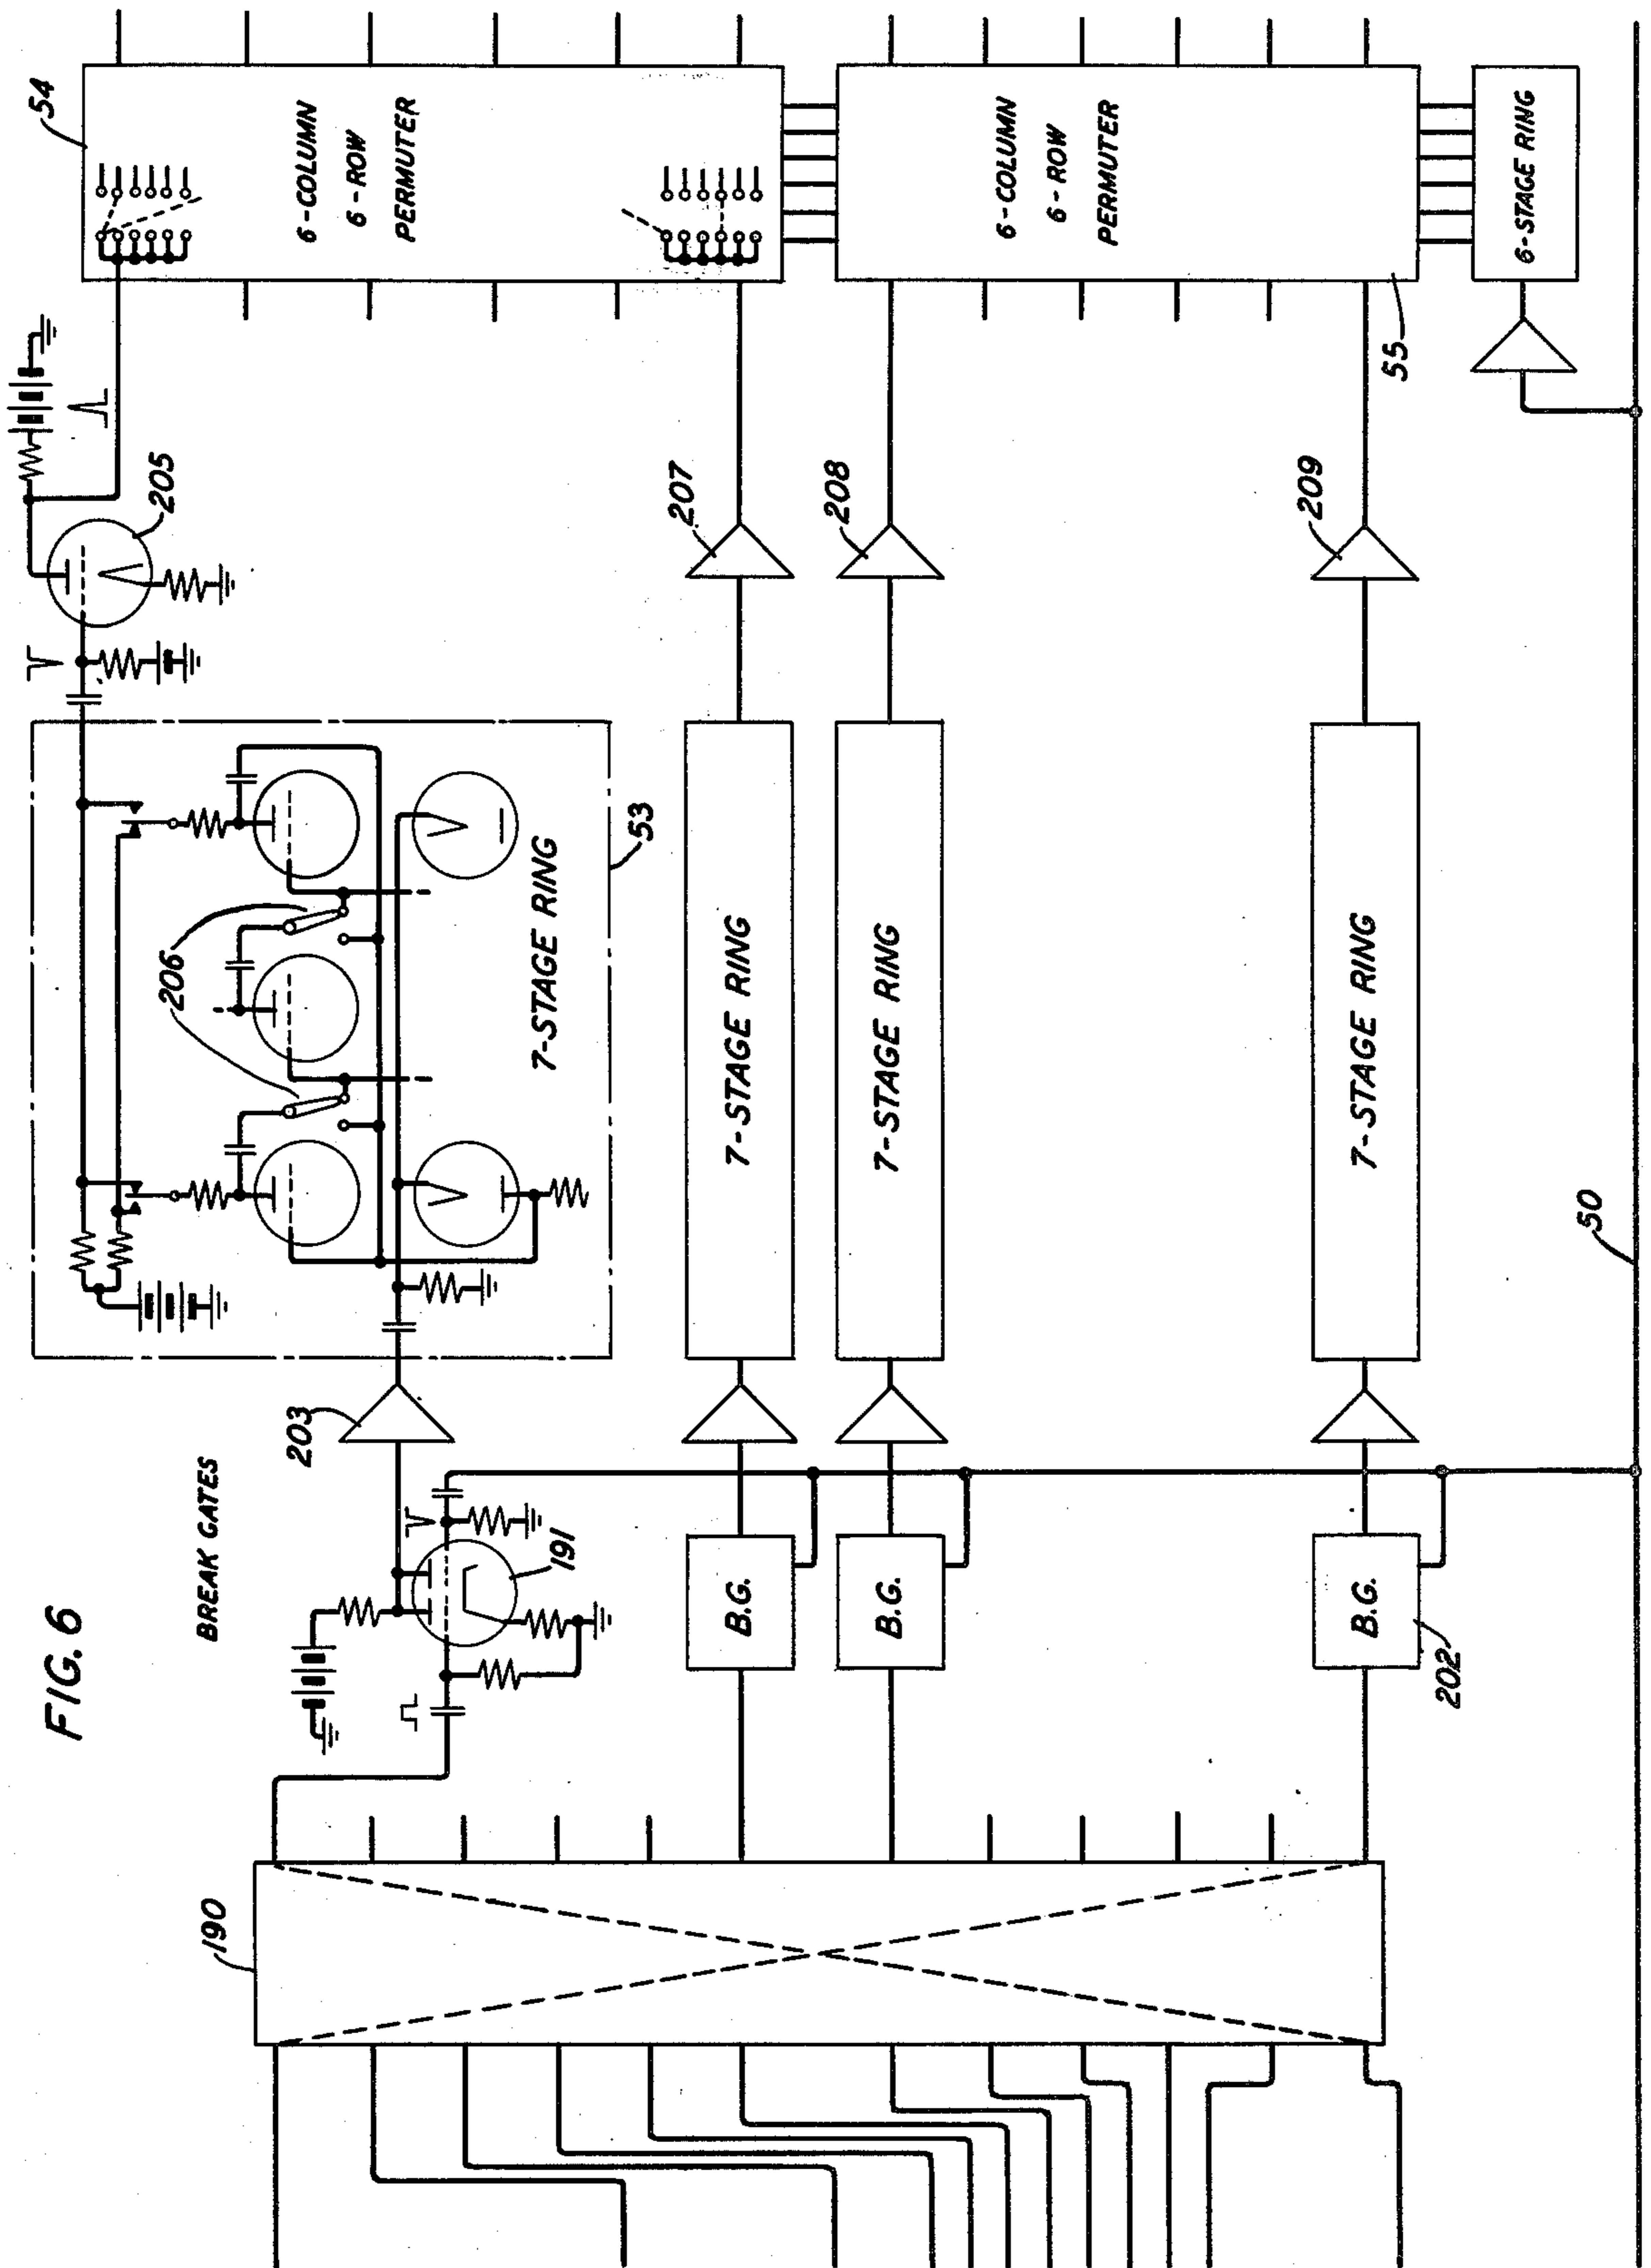 FIG. 6
190
BREAK GATES
191
B.G.
B.G.
B.G.
202
203
7-STAGE RING
53
206
7-STAGE RING
7-STAGE RING
7-STAGE RING
205
207
208
209
54
6-COLUMN
6-ROW
PERMUTER
6-COLUMN
6-ROW
PERMUTER
55
6-STAGE RING
50